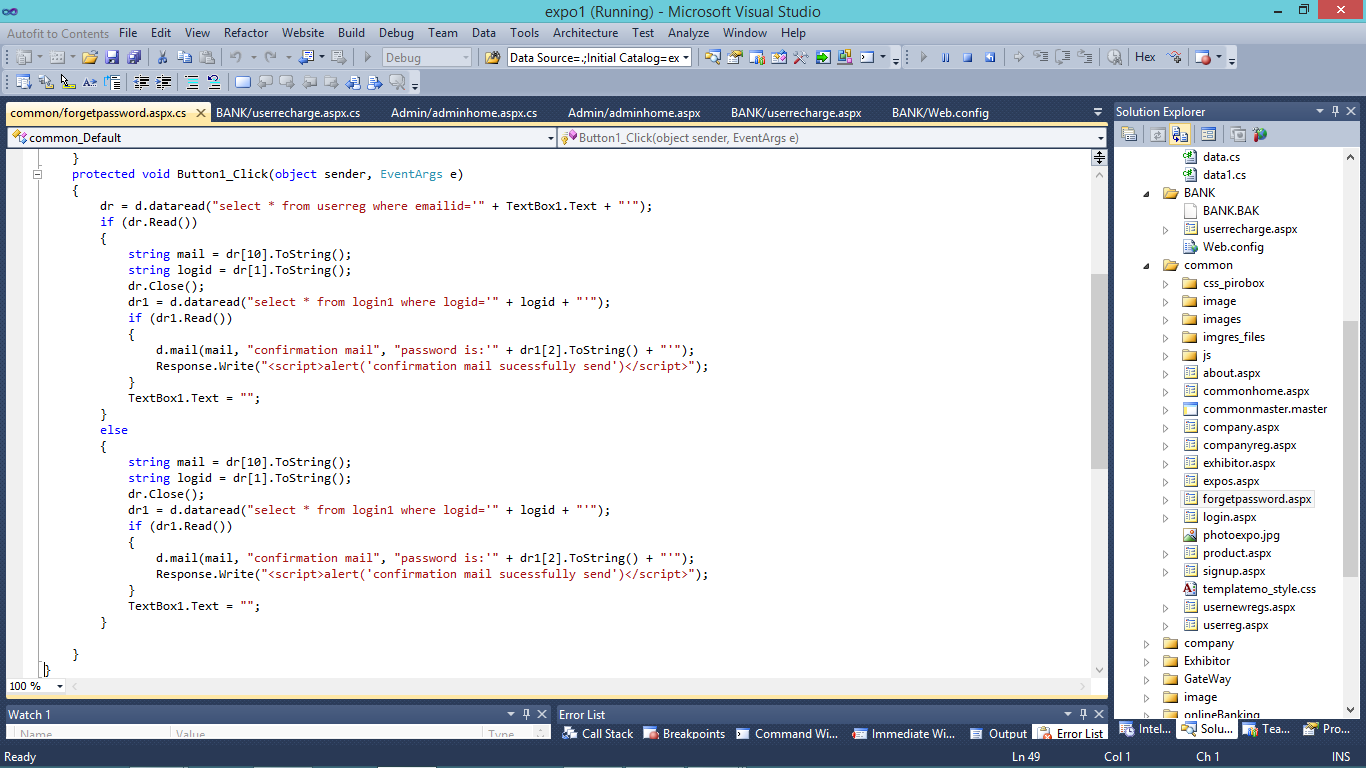 expo1 (Running) - Microsoft Visual Studio
Autofit to Contents File Edit View Refactor Website Build Debug Team Data Tools Architecture Test Analyze Window Help
Debug Data Source=.;Initial Catalog=ex Hex
common/forgetpassword.aspx.cs BANK/userrecharge.aspx.cs Admin/adminhome.aspx.cs Admin/adminhome.aspx BANK/userrecharge.aspx BANK/Web.config
common_Default Button1_Click(object sender, EventArgs e)
}
protected void Button1_Click(object sender, EventArgs e)
{
dr = d.dataread("select * from userreg where emailid='" + TextBox1.Text + "'");
if (dr.Read())
{
string mail = dr[10].ToString();
string logid = dr[1].ToString();
dr.Close();
dr1 = d.dataread("select * from login1 where logid='" + logid + "'");
if (dr1.Read())
{
d.mail(mail, "confirmation mail", "password is:'" + dr1[2].ToString() + "'");
Response.Write("<script>alert('confirmation mail sucessfully send')</script>");
}
TextBox1.Text = "";
}
else
{
string mail = dr[10].ToString();
string logid = dr[1].ToString();
dr.Close();
dr1 = d.dataread("select * from login1 where logid='" + logid + "'");
if (dr1.Read())
{
d.mail(mail, "confirmation mail", "password is:'" + dr1[2].ToString() + "'");
Response.Write("<script>alert('confirmation mail sucessfully send')</script>");
}
TextBox1.Text = "";
}
}
}
100 %
Solution Explorer
data.cs
data1.cs
BANK
BANK.BAK
userrecharge.aspx
Web.config
common
css_pirobox
image
images
imgres_files
js
about.aspx
commonhome.aspx
commonmaster.master
company.aspx
companyreg.aspx
exhibitor.aspx
expos.aspx
forgetpassword.aspx
login.aspx
photoexpo.jpg
product.aspx
signup.aspx
templatemo_style.css
usernewregs.aspx
userreg.aspx
company
Exhibitor
GateWay
image
onlineBanking
Intel... Solu... Tea... Pro...
Watch 1
Name Value Type
Error List
Call Stack Breakpoints Command Wi... Immediate Wi... Output Error List
Ready Ln 49 Col 1 Ch 1 INS